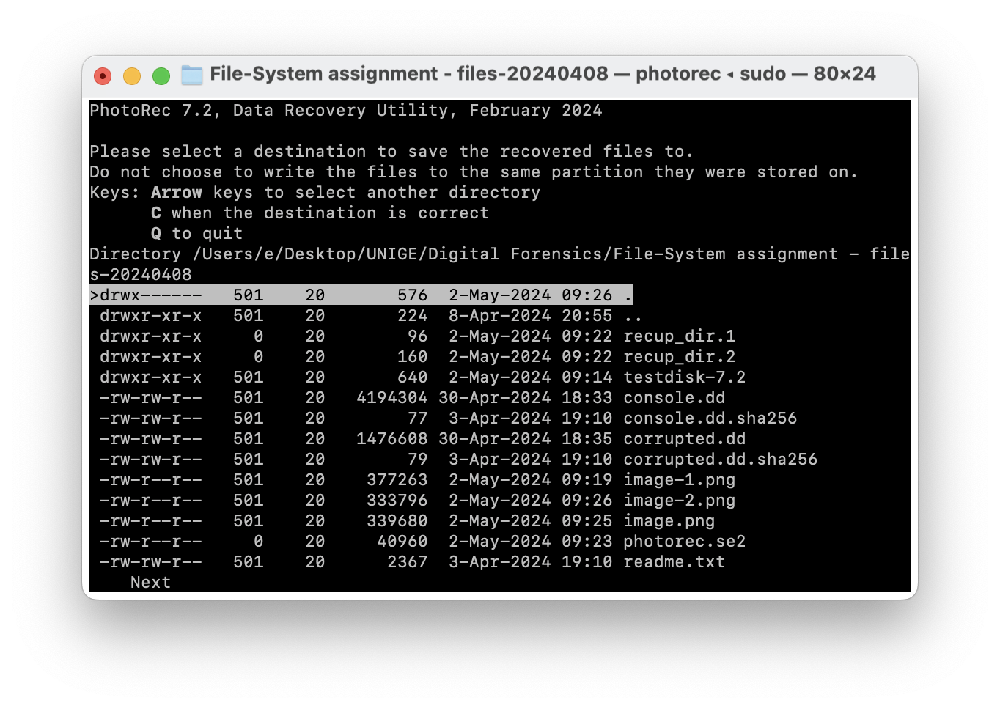 File-System assignment - files-20240408 — photorec ◂ sudo — 80×24
PhotoRec 7.2, Data Recovery Utility, February 2024
Please select a destination to save the recovered files to.
Do not choose to write the files to the same partition they were stored on.
Keys: Arrow keys to select another directory
      C when the destination is correct
      Q to quit
Directory /Users/e/Desktop/UNIGE/Digital Forensics/File-System assignment - file
s-20240408
>drwx------   501    20       576  2-May-2024 09:26 .
 drwxr-xr-x   501    20       224  8-Apr-2024 20:55 ..
 drwxr-xr-x     0    20        96  2-May-2024 09:22 recup_dir.1
 drwxr-xr-x     0    20       160  2-May-2024 09:22 recup_dir.2
 drwxr-xr-x   501    20       640  2-May-2024 09:14 testdisk-7.2
 -rw-rw-r--   501    20   4194304 30-Apr-2024 18:33 console.dd
 -rw-rw-r--   501    20        77  3-Apr-2024 19:10 console.dd.sha256
 -rw-rw-r--   501    20   1476608 30-Apr-2024 18:35 corrupted.dd
 -rw-rw-r--   501    20        79  3-Apr-2024 19:10 corrupted.dd.sha256
 -rw-r--r--   501    20    377263  2-May-2024 09:19 image-1.png
 -rw-r--r--   501    20    333796  2-May-2024 09:26 image-2.png
 -rw-r--r--   501    20    339680  2-May-2024 09:25 image.png
 -rw-r--r--     0    20     40960  2-May-2024 09:23 photorec.se2
 -rw-rw-r--   501    20      2367  3-Apr-2024 19:10 readme.txt
    Next